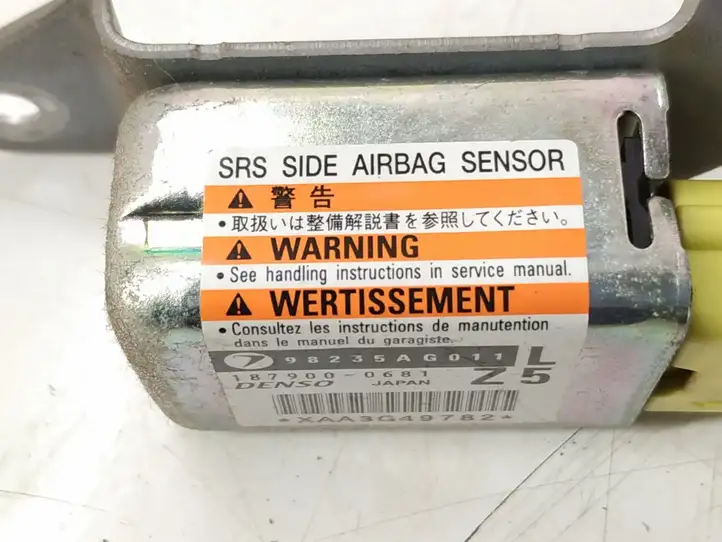 SRS SIDE AIRBAG SENSOR
警告
•取扱いは整備解説書を参照してください。
WARNING
•See handling instructions in service manual.
WERTISSEMENT
•Consultez les instructions de manutention
dans le manuel du garagiste.
7 98235AG011 L
187900-0681 Z5
DENSO JAPAN
*XAA3G49782*